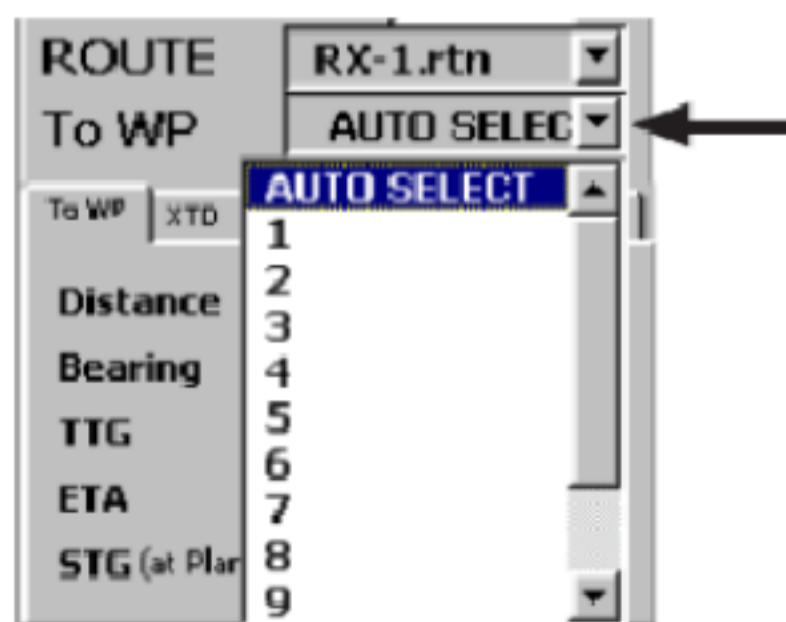 ROUTE RX-1.rtn
To WP AUTO SELEC
AUTO SELECT
To WP XTD
1
2
Distance
3
Bearing
4
5
TTG
6
ETA
7
STG (at Plan
8
9